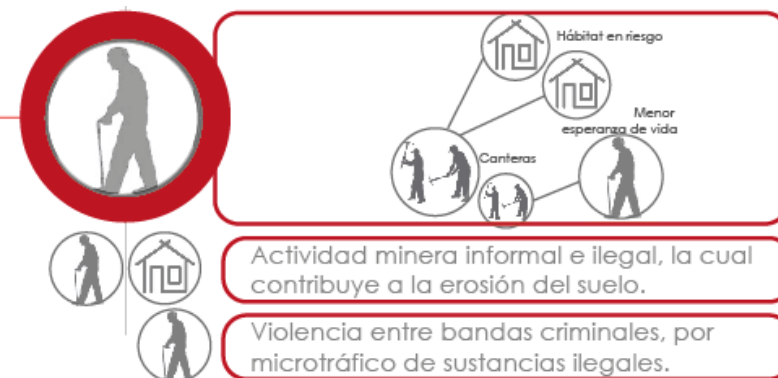 Hábitat en riesgo
Menor
esperanza de vida
Canteras
Actividad minera informal e ilegal, la cual
contribuye a la erosión del suelo.
Violencia entre bandas criminales, por
microtráfico de sustancias ilegales.